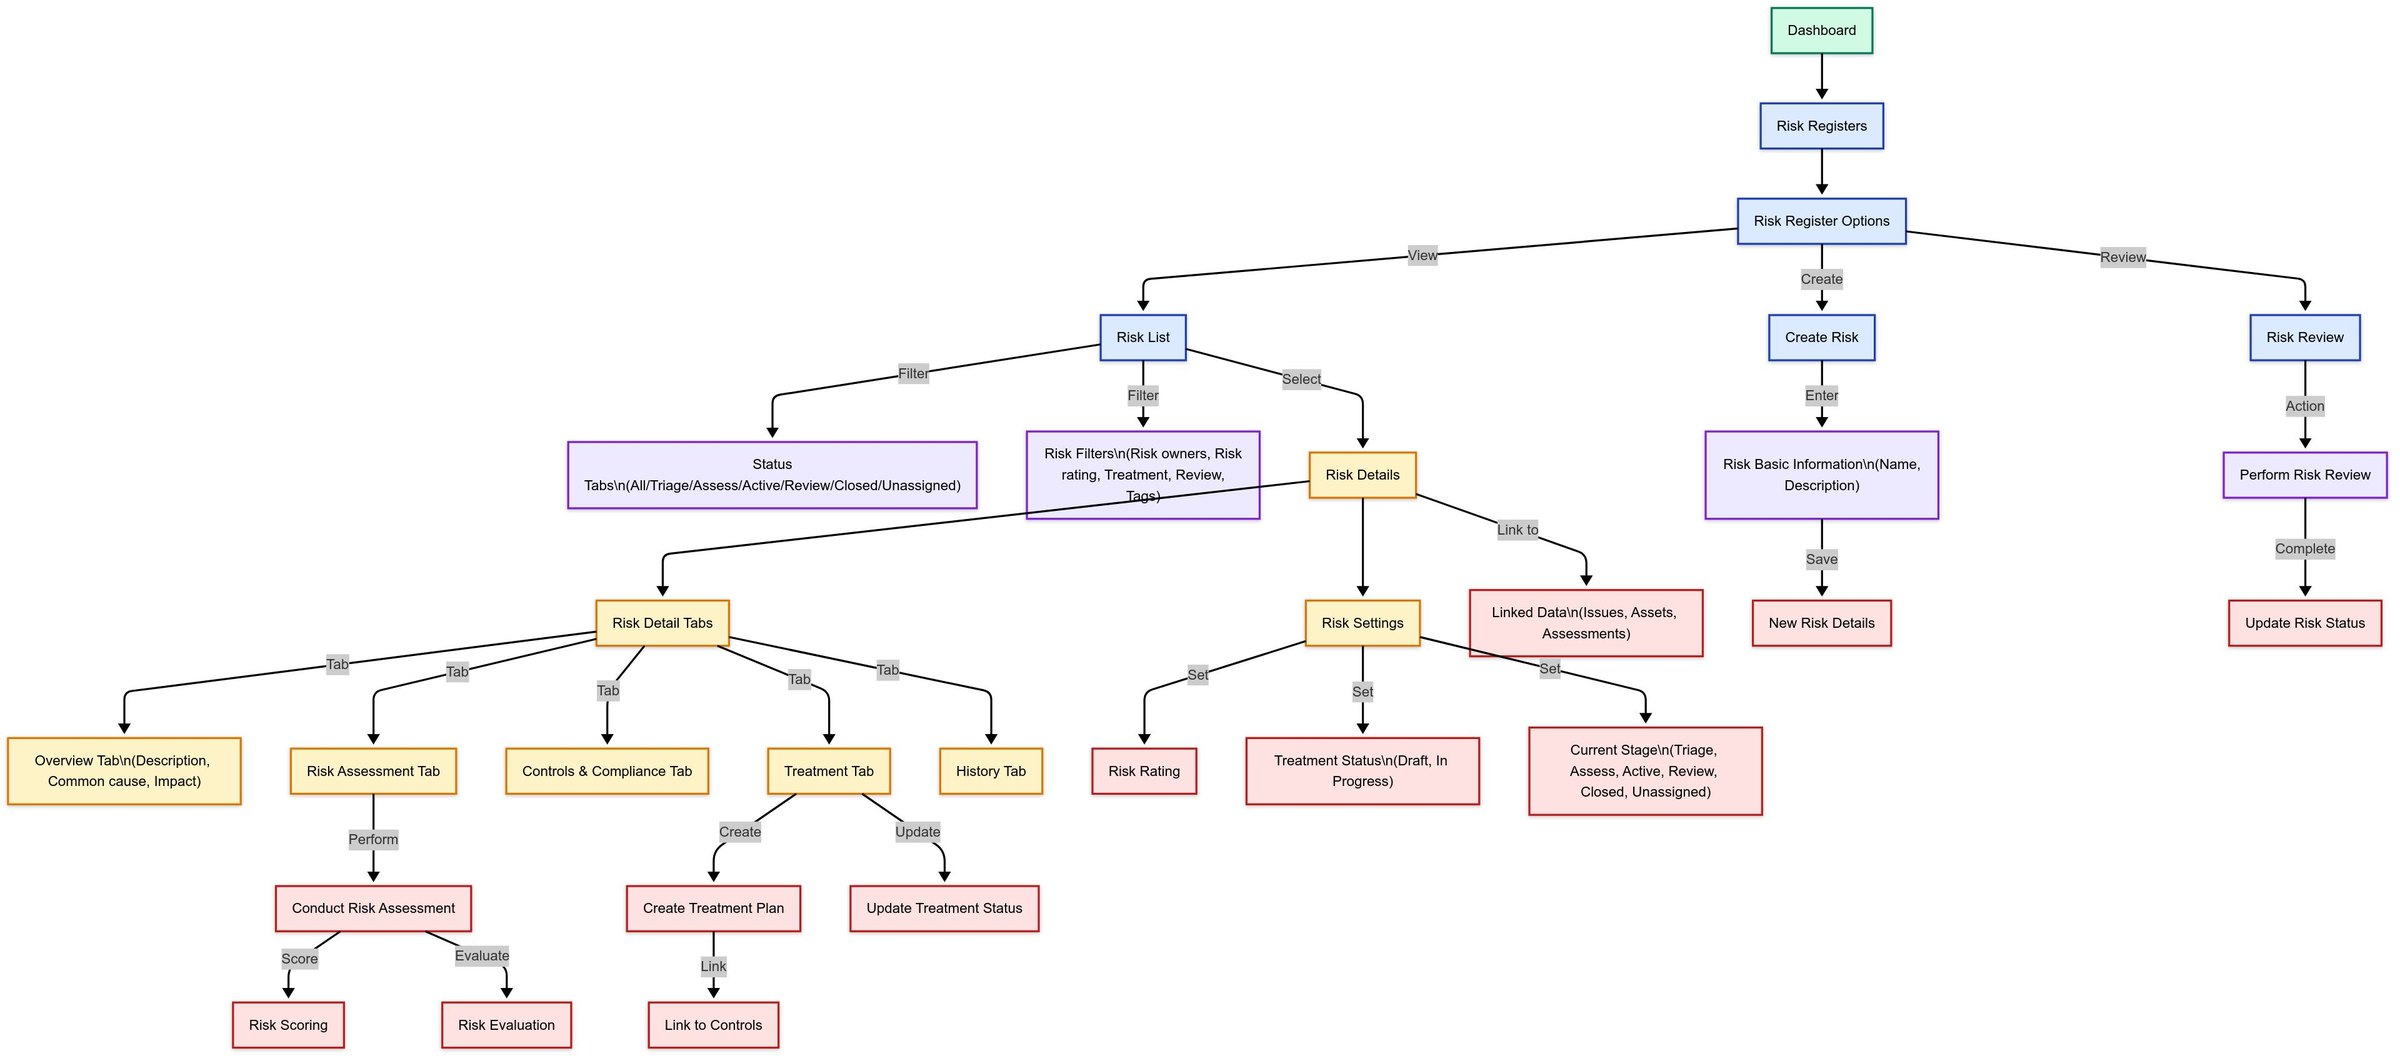 Dashboard
Risk Registers
Risk Register Options
View
Create
Review
Risk List
Create Risk
Risk Review
Filter
Filter
Select
Enter
Action
Status
Tabs\n(All/Triage/Assess/Active/Review/Closed/Unassigned)
Risk Filters\n(Risk owners, Risk
rating, Treatment, Review,
Tags)
Risk Details
Risk Basic Information\n(Name,
Description)
Perform Risk Review
Link to
Save
Complete
Risk Detail Tabs
Risk Settings
Linked Data\n(Issues, Assets,
Assessments)
New Risk Details
Update Risk Status
Tab
Tab
Tab
Tab
Tab
Set
Set
Set
Overview Tab\n(Description,
Common cause, Impact)
Risk Assessment Tab
Controls & Compliance Tab
Treatment Tab
History Tab
Risk Rating
Treatment Status\n(Draft, In
Progress)
Current Stage\n(Triage,
Assess, Active, Review,
Closed, Unassigned)
Perform
Create
Update
Conduct Risk Assessment
Create Treatment Plan
Update Treatment Status
Score
Evaluate
Link
Risk Scoring
Risk Evaluation
Link to Controls